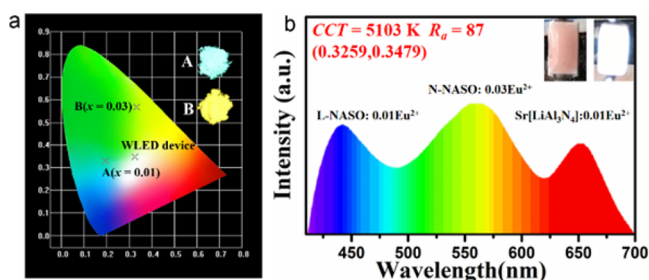 a
0.9
0.8
0.7
0.6
0.5
0.4
0.3
0.2
0.1
0.0
0.0 0.1 0.2 0.3 0.4 0.5 0.6 0.7 0.8
A
B
B(x = 0.03)
WLED device
A(x = 0.01)
b
CCT = 5103 K Rₐ = 87
(0.3259,0.3479)
N-NASO: 0.03Eu²⁺
L-NASO: 0.01Eu²⁺
Sr[LiAl₃N₄]:0.01Eu²⁺
Intensity (a.u.)
450 500 550 600 650 700
Wavelength(nm)